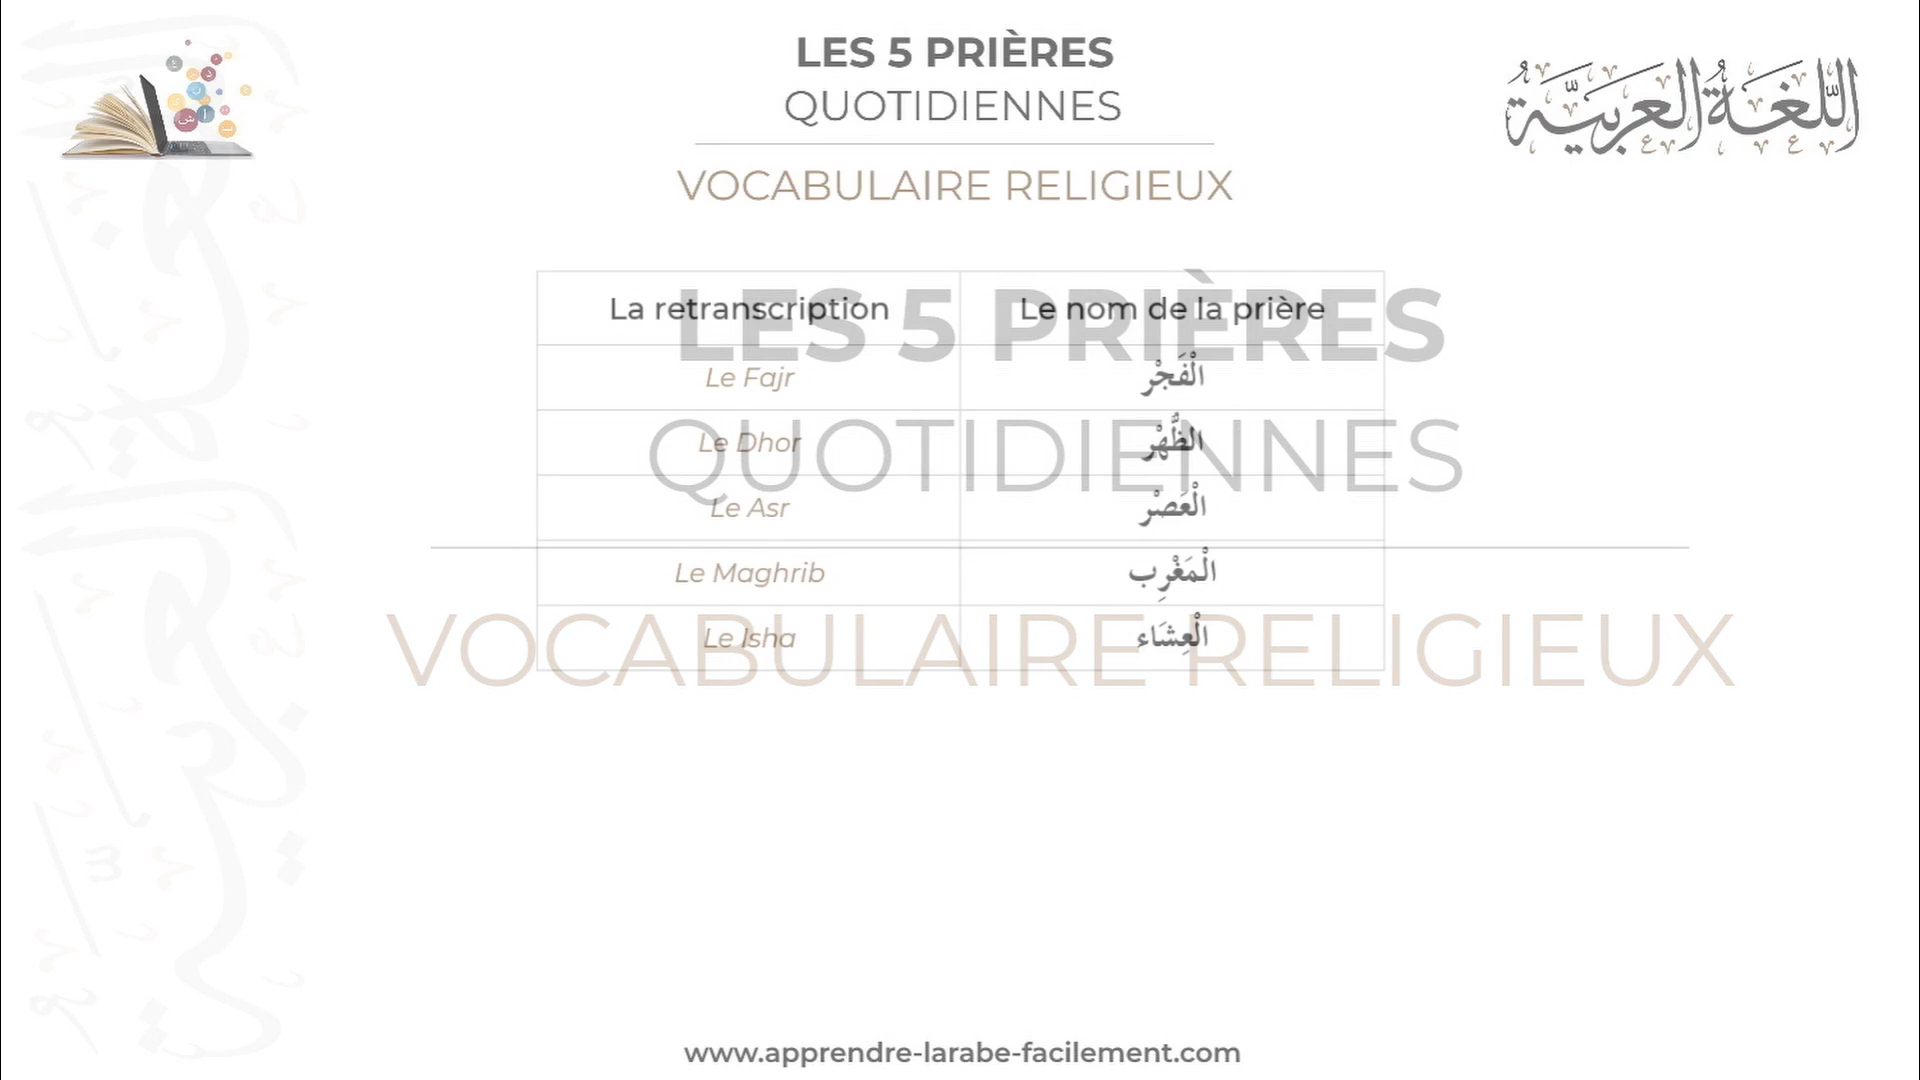 LES 5 PRIÈRES
QUOTIDIENNES
VOCABULAIRE RELIGIEUX
اللُّغَةُ الْعَرَبِيَّةُ
La retranscription Le nom de la prière
Le Fajr الْفَجْر
Le Dhor الظُّهْر
Le Asr الْعَصْر
Le Maghrib الْمَغْرِب
Le Isha الْعِشَاء
LES 5 PRIÈRES
QUOTIDIENNES
VOCABULAIRE RELIGIEUX
www.apprendre-larabe-facilement.com